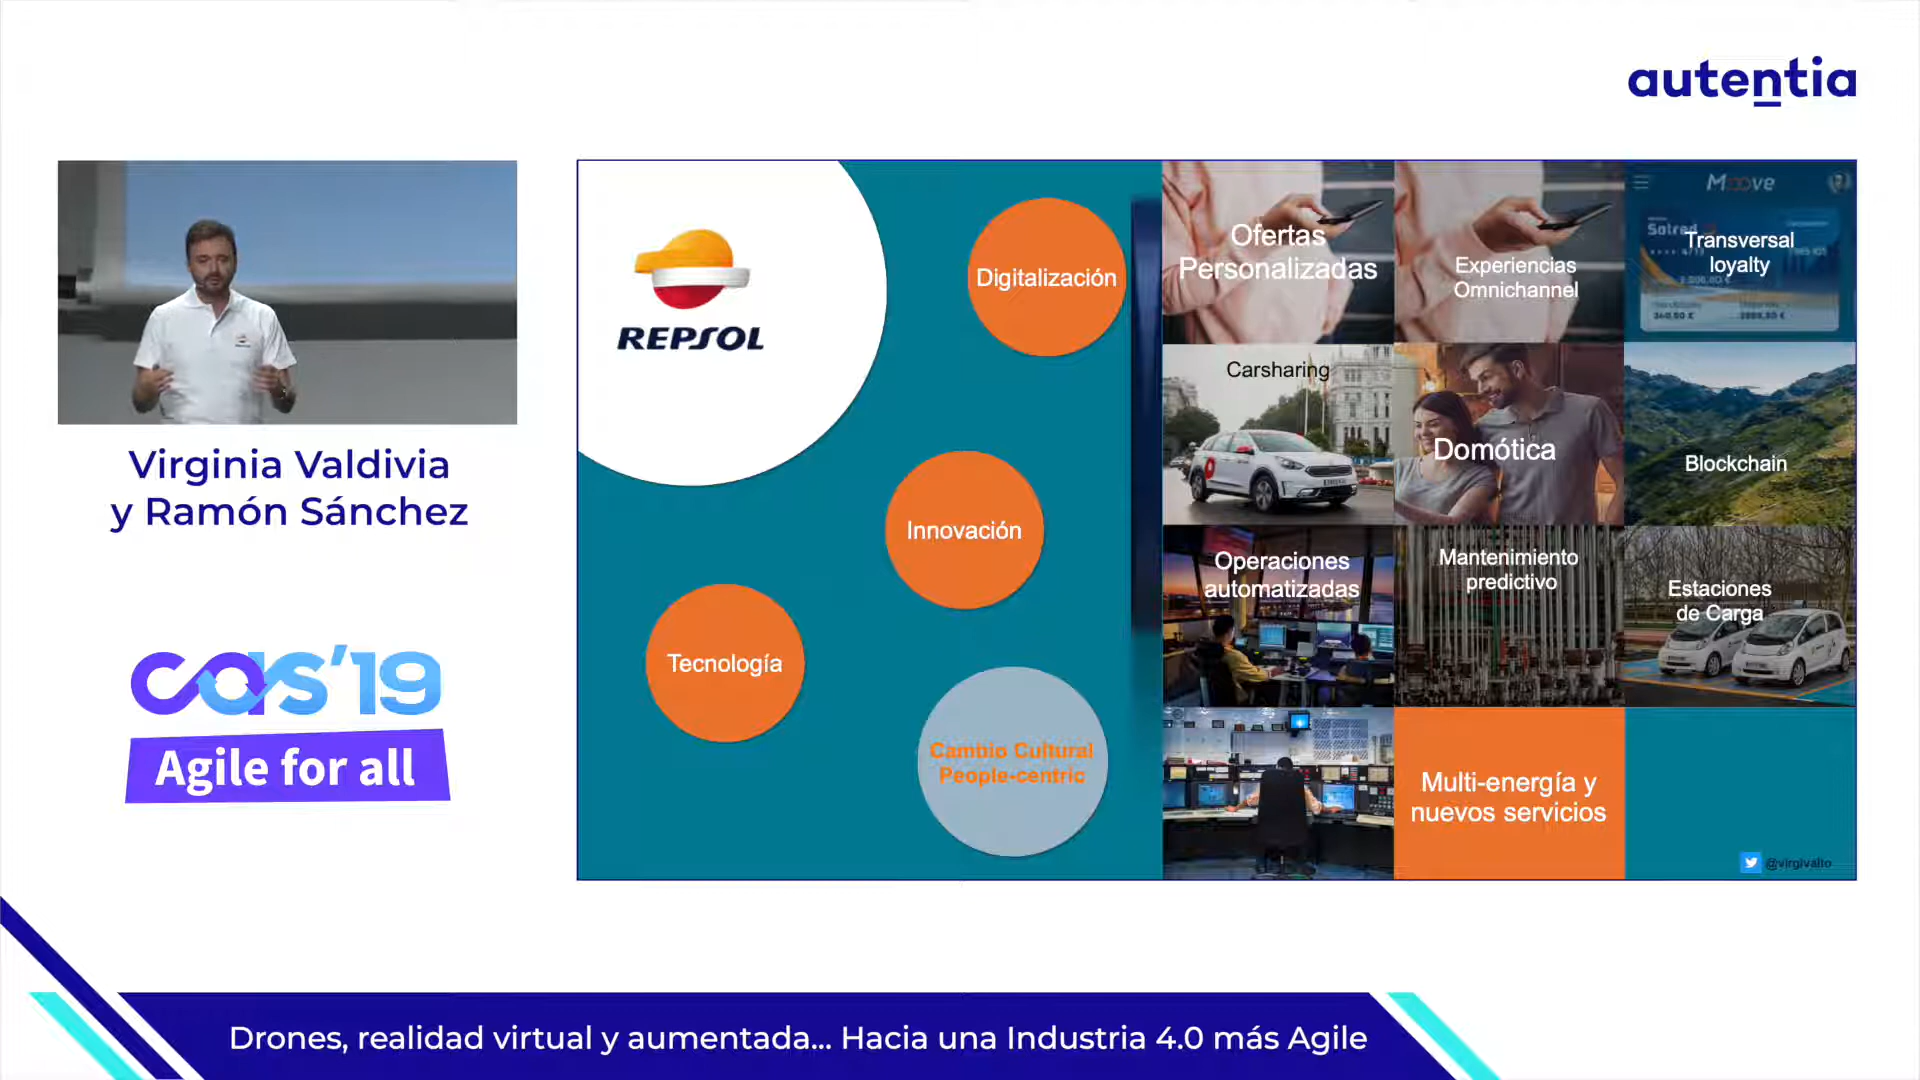 autentia
Virginia Valdivia
y Ramón Sánchez
cas'19
Agile for all
REPSOL
Digitalización
Innovación
Tecnología
Cambio Cultural
People-centric
Ofertas
Personalizadas
Experiencias
Omnichannel
Moove
Solred
Transversal
loyalty
Carsharing
Domótica
Blockchain
Operaciones
automatizadas
Mantenimiento
predictivo
Estaciones
de Carga
Multi-energía y
nuevos servicios
@virgivalto
Drones, realidad virtual y aumentada... Hacia una Industria 4.0 más Agile